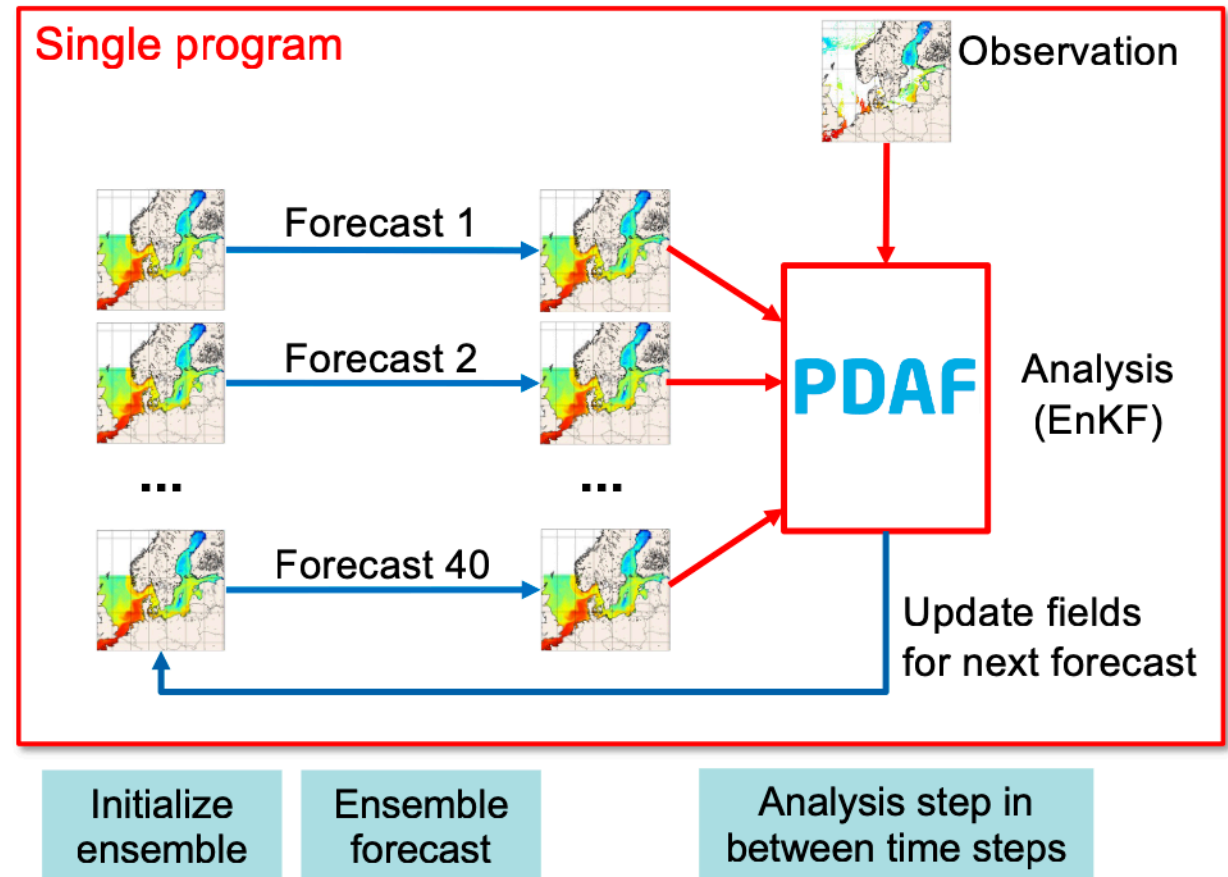 Single program
Observation
Forecast 1
Forecast 2
PDAF
Analysis
(EnKF)
...
...
Forecast 40
Update fields
for next forecast
Initialize
ensemble
Ensemble
forecast
Analysis step in
between time steps